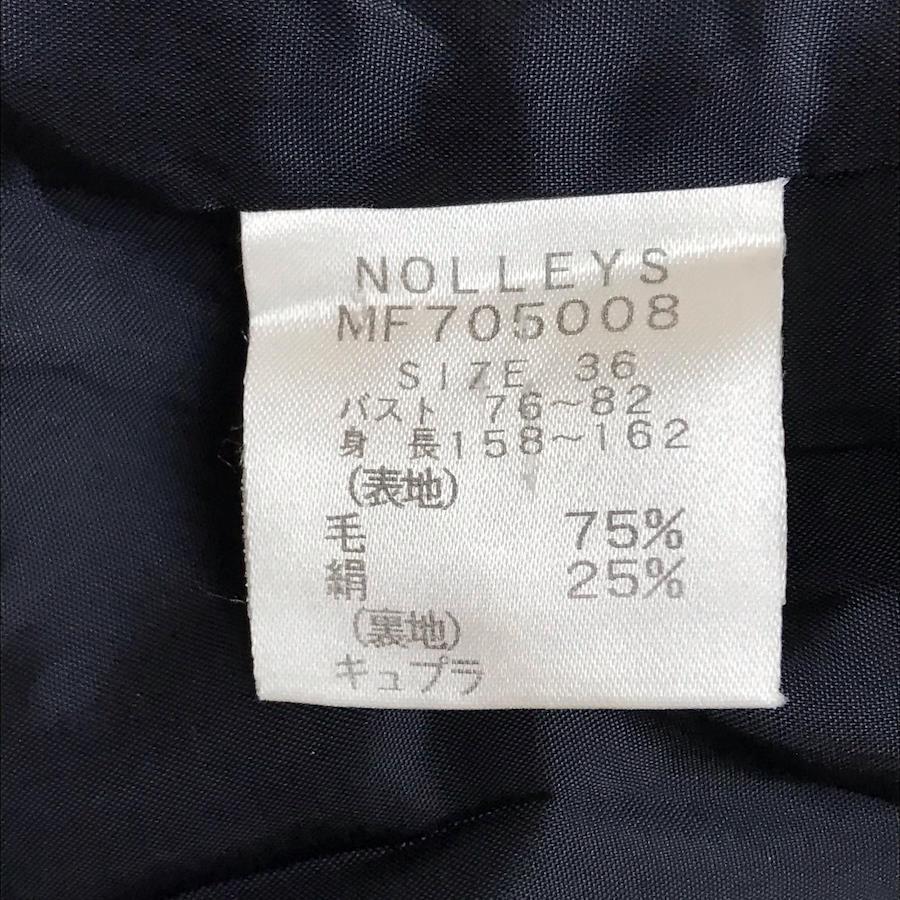 NOLLEYS
MF705008
SIZE 36
バスト 76~82
身 長158~162
(表地)
毛 75%
絹 25%
(裏地)
キュプラ